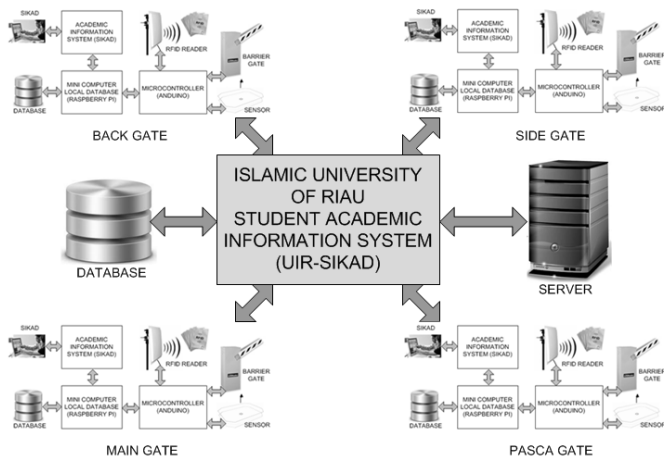 SIKAD
ACADEMIC
INFORMATION
SYSTEM (SIKAD)
RFID READER
BARRIER
GATE
MINI COMPUTER
LOCAL DATABASE
(RASPBERRY PI)
MICROCONTROLLER
(ANDUINO)
DATABASE
SENSOR
BACK GATE
SIKAD
ACADEMIC
INFORMATION
SYSTEM (SIKAD)
RFID READER
BARRIER
GATE
MINI COMPUTER
LOCAL DATABASE
(RASPBERRY PI)
MICROCONTROLLER
(ANDUINO)
DATABASE
SENSOR
SIDE GATE
ISLAMIC UNIVERSITY
OF RIAU
STUDENT ACADEMIC
INFORMATION SYSTEM
(UIR-SIKAD)
DATABASE
SERVER
SIKAD
ACADEMIC
INFORMATION
SYSTEM (SIKAD)
RFID READER
BARRIER
GATE
MINI COMPUTER
LOCAL DATABASE
(RASPBERRY PI)
MICROCONTROLLER
(ANDUINO)
DATABASE
SENSOR
MAIN GATE
SIKAD
ACADEMIC
INFORMATION
SYSTEM (SIKAD)
RFID READER
BARRIER
GATE
MINI COMPUTER
LOCAL DATABASE
(RASPBERRY PI)
MICROCONTROLLER
(ANDUINO)
DATABASE
SENSOR
PASCA GATE